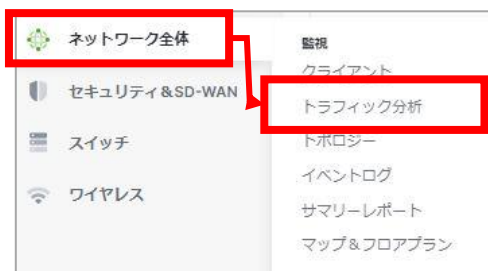 ネットワーク全体
セキュリティ&SD-WAN
スイッチ
ワイヤレス
監視
クライアント
トラフィック分析
トポロジー
イベントログ
サマリーレポート
マップ&フロアプラン